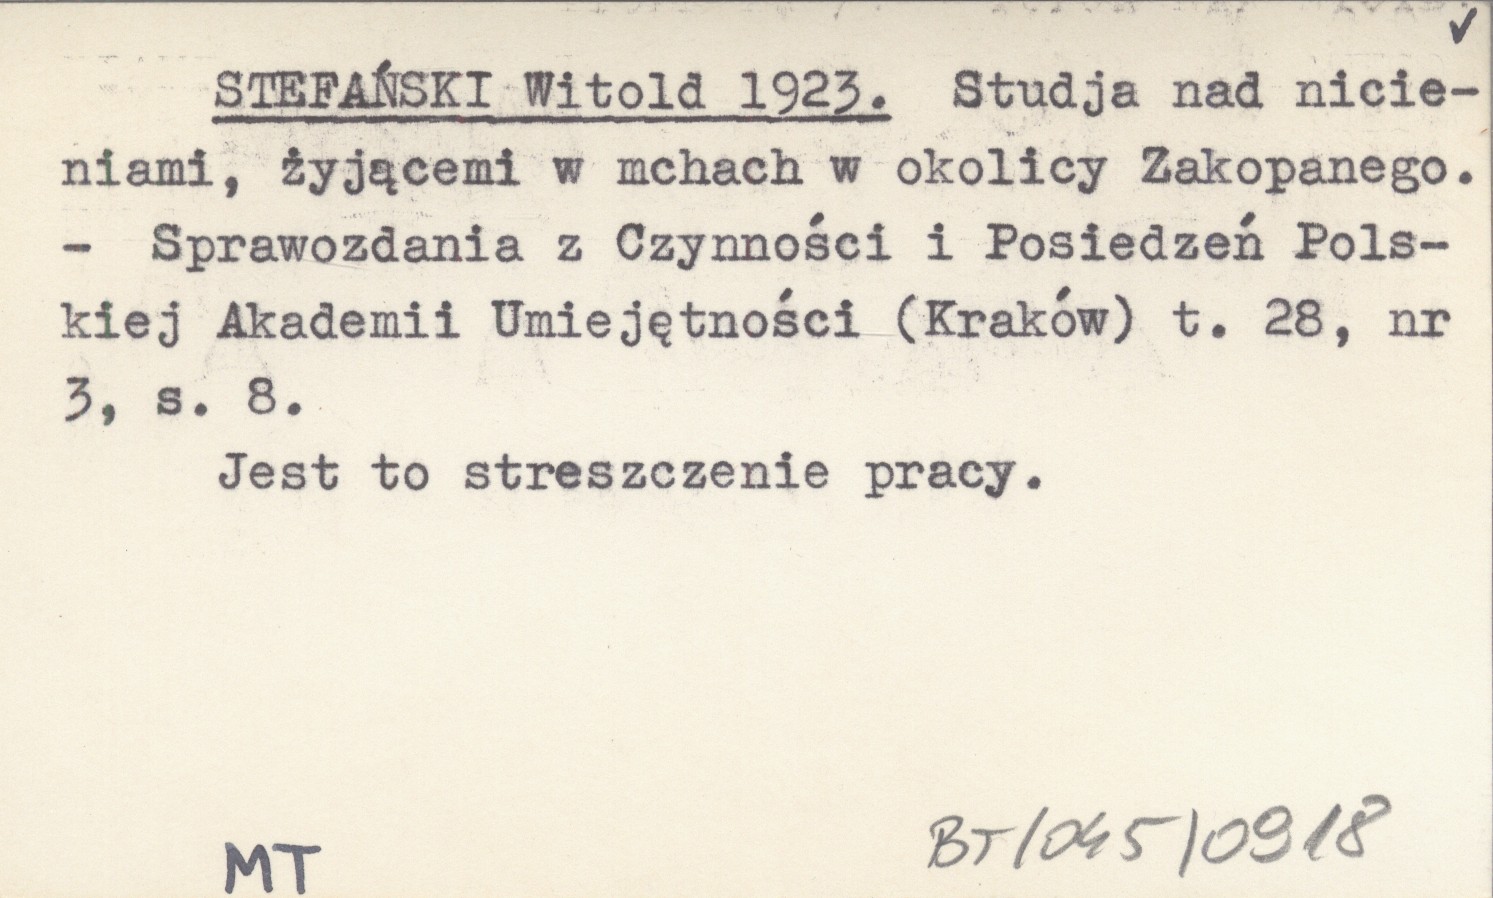 STEFAŃSKI Witold 1923. Studja nad nicie-
niami, żyjącemi w mchach w okolicy Zakopanego.
- Sprawozdania z Czynności i Posiedzeń Pols-
kiej Akademii Umiejętności (Kraków) t. 28, nr
3, s. 8.
Jest to streszczenie pracy.
BT/045/0918
MT